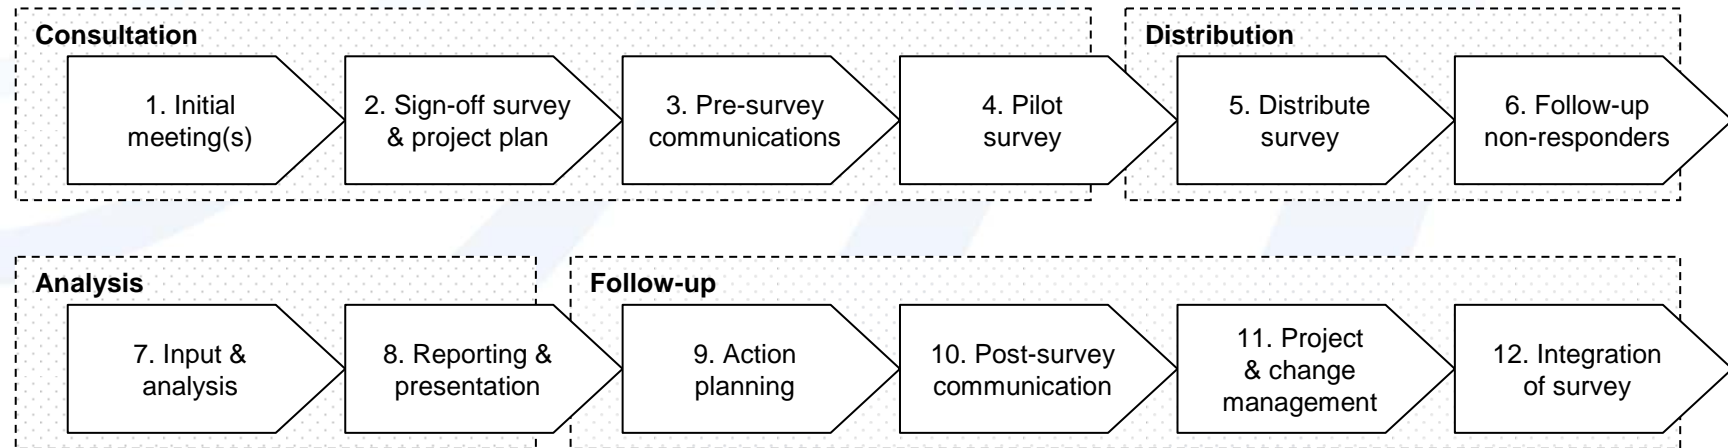 Consultation
1. Initial
meeting(s)
2. Sign-off survey
& project plan
3. Pre-survey
communications
4. Pilot
survey
Distribution
5. Distribute
survey
6. Follow-up
non-responders
Analysis
7. Input &
analysis
8. Reporting &
presentation
Follow-up
9. Action
planning
10. Post-survey
communication
11. Project
& change
management
12. Integration
of survey